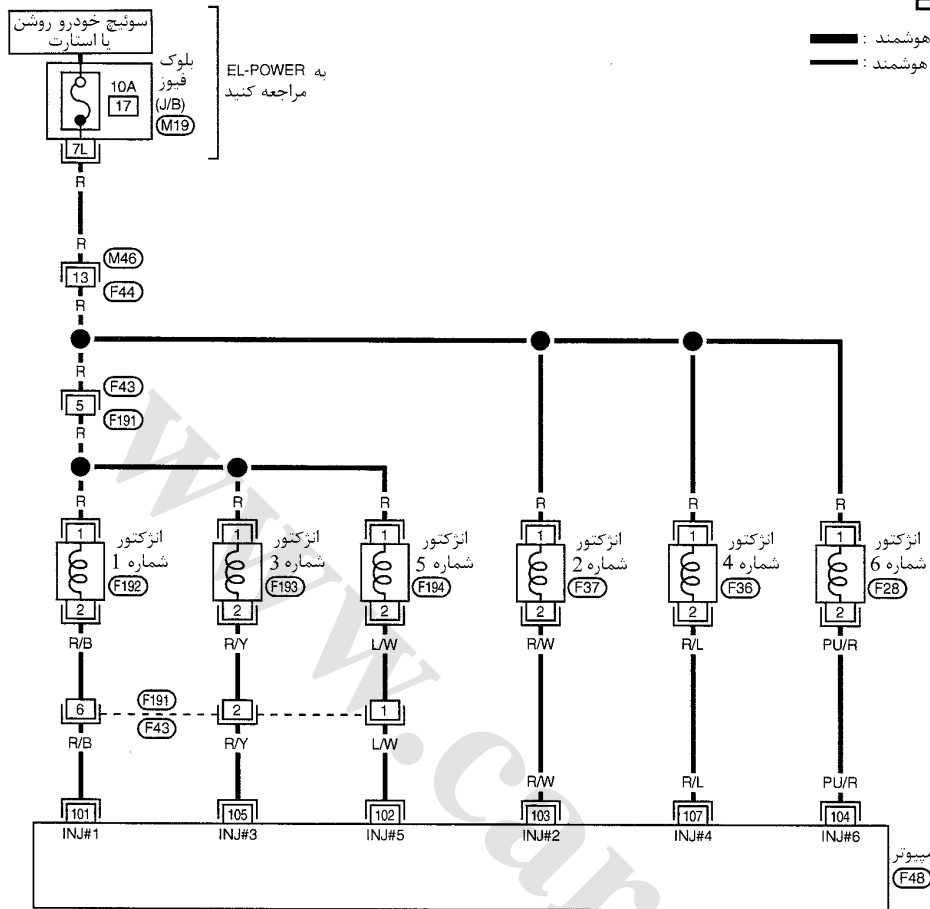 سوئیچ خودرو روشن
یا استارت
بلوک
فیوز
(J/B)
M19
10A
17
7L
به EL-POWER
مراجعه کنید
هوشمند :
هوشمند :
R
R
M46
13
F44
R
R
F43
5
F191
R
R
R
R
R
R
R
1
1
1
1
1
1
انژکتور
شماره 1
F192
انژکتور
شماره 3
F193
انژکتور
شماره 5
F194
انژکتور
شماره 2
F37
انژکتور
شماره 4
F36
انژکتور
شماره 6
F28
2
2
2
2
2
2
R/B
R/Y
L/W
R/W
R/L
PU/R
6
F191
F43
2
1
R/B
R/Y
L/W
R/W
R/L
PU/R
101
105
102
103
107
104
INJ#1
INJ#3
INJ#5
INJ#2
INJ#4
INJ#6
F48
www.car